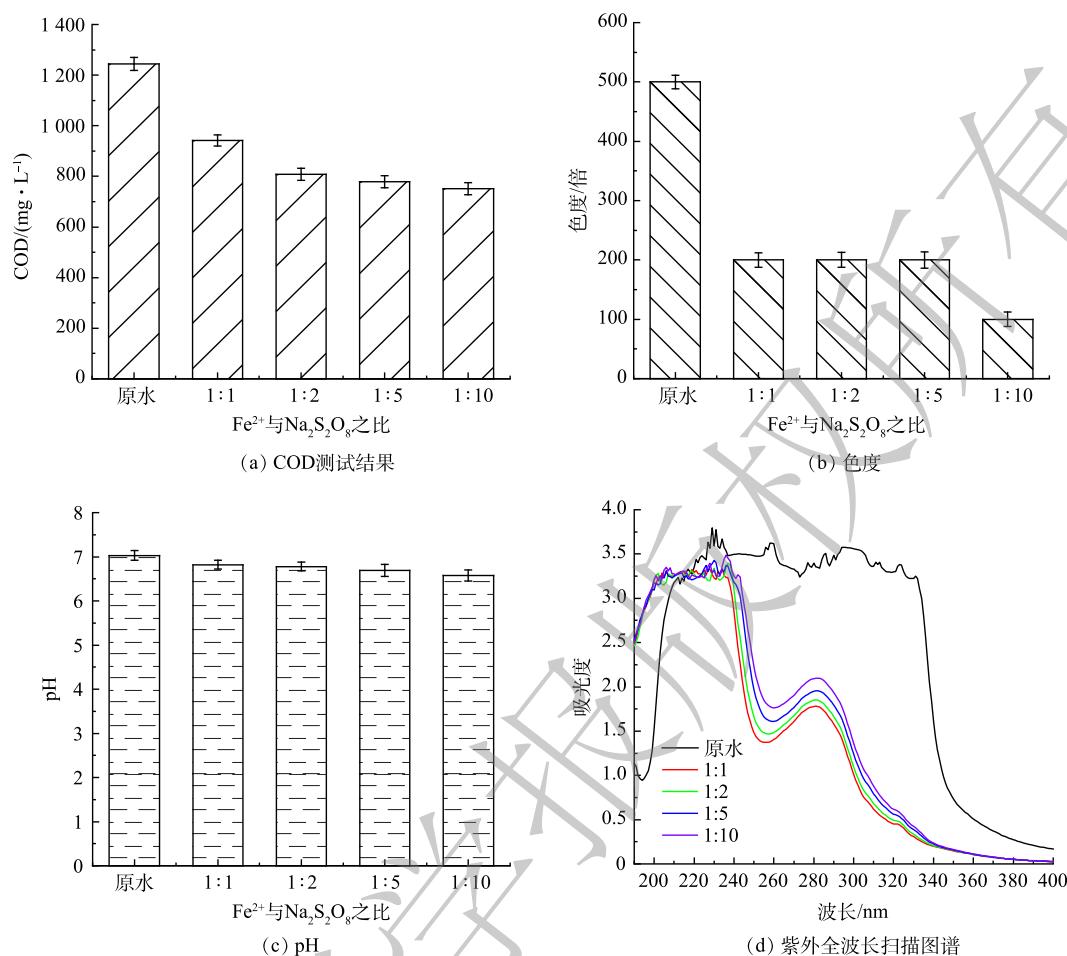 1 400
1 200
1 000
800
600
400
200
0
COD/(mg·L⁻¹)
原水 1∶1 1∶2 1∶5 1∶10
Fe²⁺与Na₂S₂O₈之比
(a) COD测试结果
600
500
400
300
200
100
0
色度/倍
原水 1∶1 1∶2 1∶5 1∶10
Fe²⁺与Na₂S₂O₈之比
(b) 色度
8
7
6
5
4
3
2
1
0
pH
原水 1∶1 1∶2 1∶5 1∶10
Fe²⁺与Na₂S₂O₈之比
(c) pH
4.0
3.5
3.0
2.5
2.0
1.5
1.0
0.5
0
吸光度
原水
1:1
1:2
1:5
1:10
200 220 240 260 280 300 320 340 360 400
波长/nm
(d) 紫外全波长扫描图谱
学报版权所有